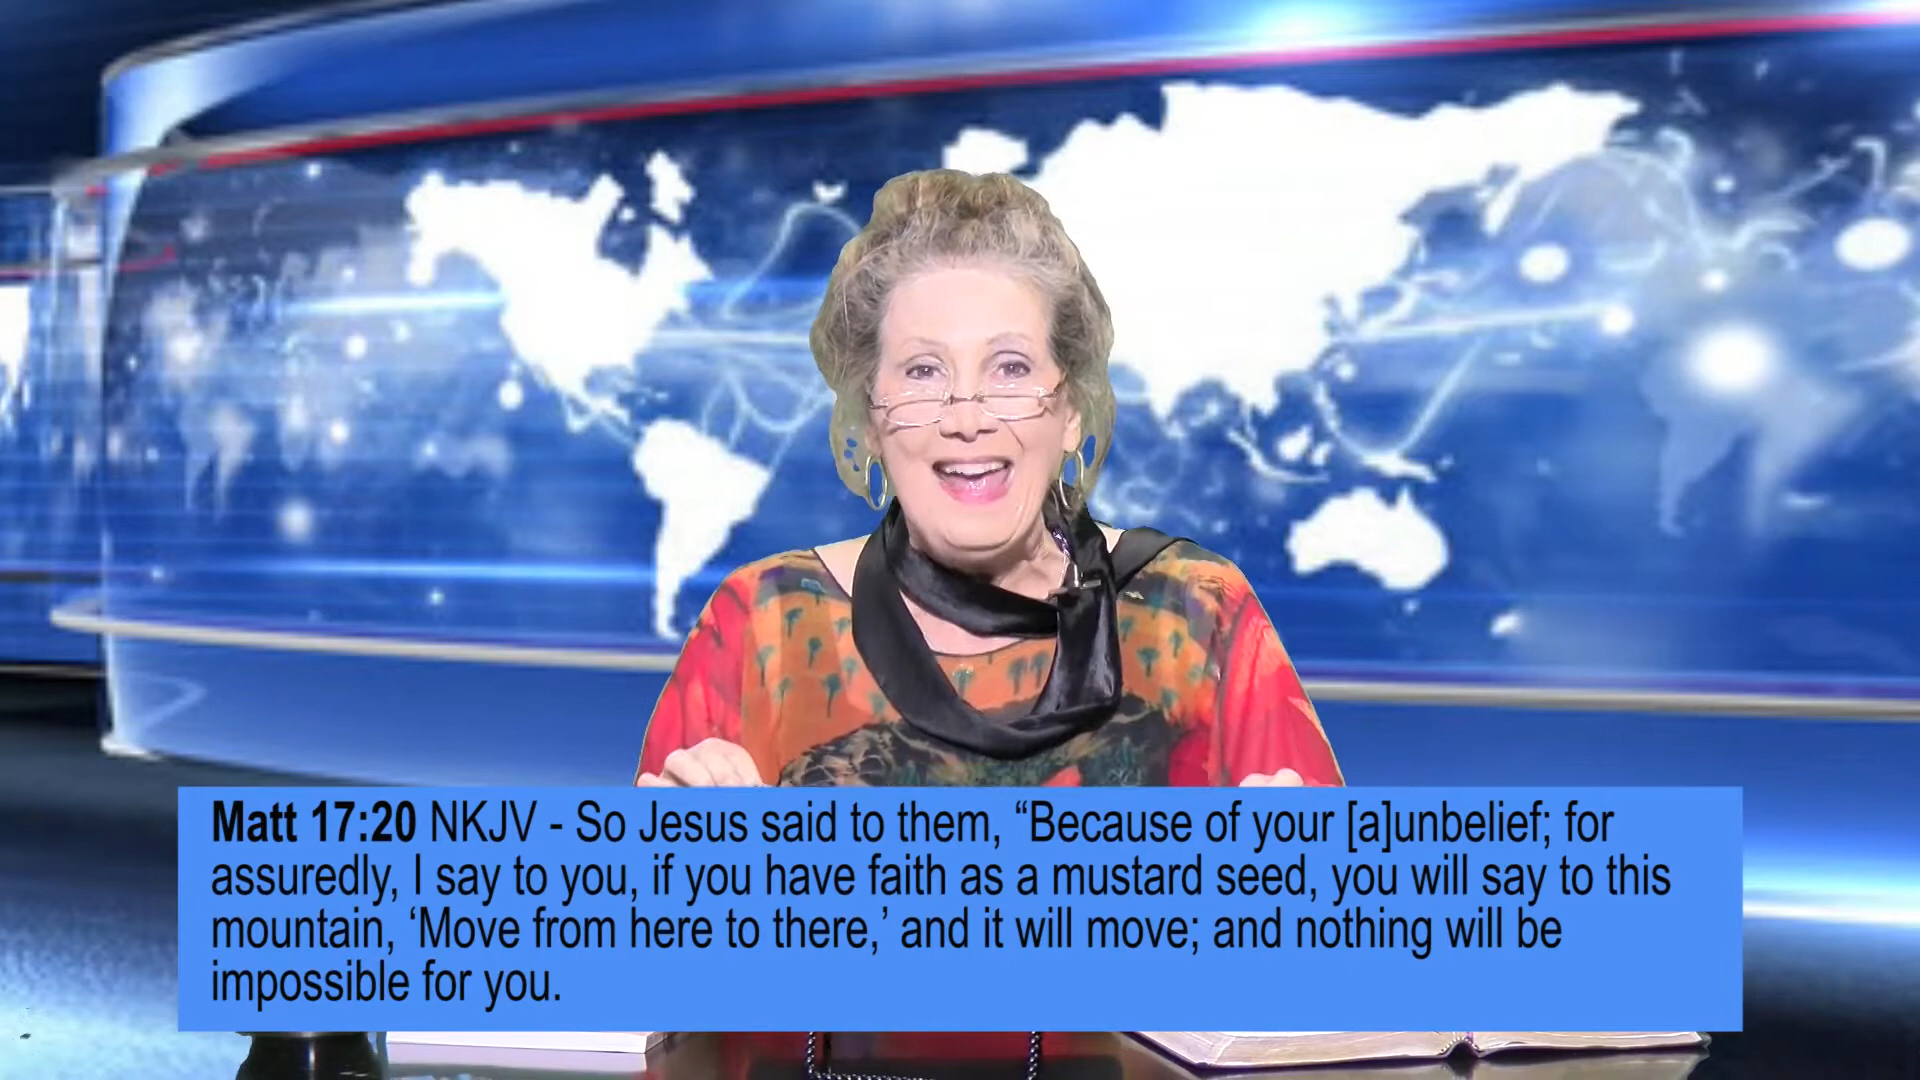 Matt 17:20 NKJV - So Jesus said to them, “Because of your [a]unbelief; for
assuredly, I say to you, if you have faith as a mustard seed, you will say to this
mountain, ‘Move from here to there,’ and it will move; and nothing will be
impossible for you.